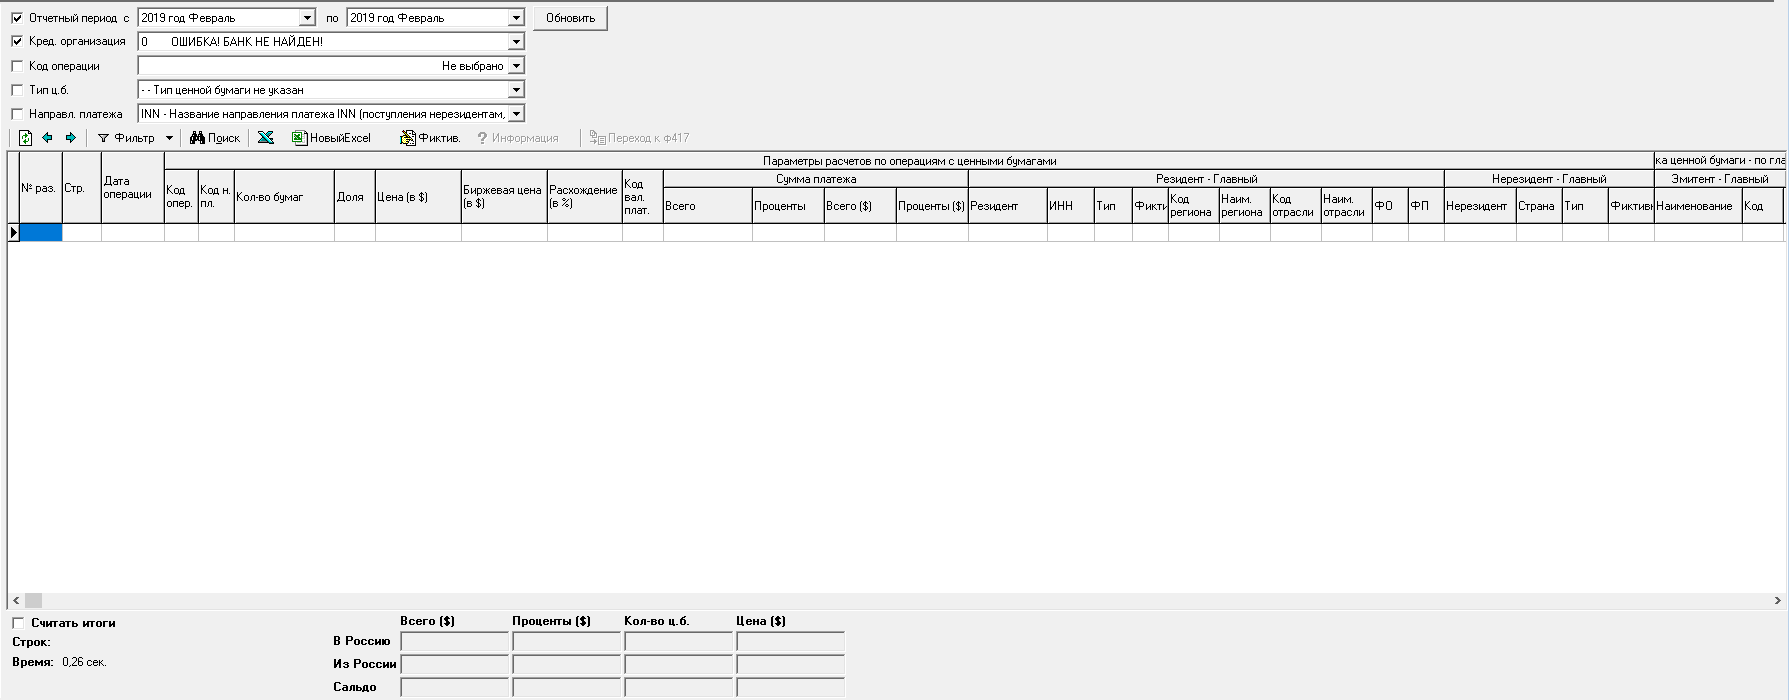 Отчетный период с 2019 год Февраль по 2019 год Февраль Обновить
Кред. организация 0 ОШИБКА! БАНК НЕ НАЙДЕН!
Код операции Не выбрано
Тип ц.б. - - Тип ценной бумаги не указан
Направл. платежа INN - Название направления платежа INN (поступления нерезидентам,
Фильтр Поиск НовыйExcel Фиктив. Информация Переход к ф417
Параметры расчетов по операциям с ценными бумагами
ка ценной бумаги - по гла
Сумма платежа Резидент - Главный Нерезидент - Главный Эмитент - Главный
№ раз.
Стр.
Дата
операции
Код
опер.
Код н.
пл.
Кол-во бумаг
Доля
Цена (в $)
Биржевая цена
(в $)
Расхождение
(в %)
Код
вал.
плат.
Всего
Проценты
Всего ($)
Проценты ($)
Резидент
ИНН
Тип
Фикти
Код
региона
Наим.
региона
Код
отрасли
Наим.
отрасли
ФО
ФП
Нерезидент
Страна
Тип
Фиктивн
Наименование
Код
Считать итоги
Строк:
Время: 0,26 сек.
Всего ($) Проценты ($) Кол-во ц.б. Цена ($)
В Россию
Из России
Сальдо